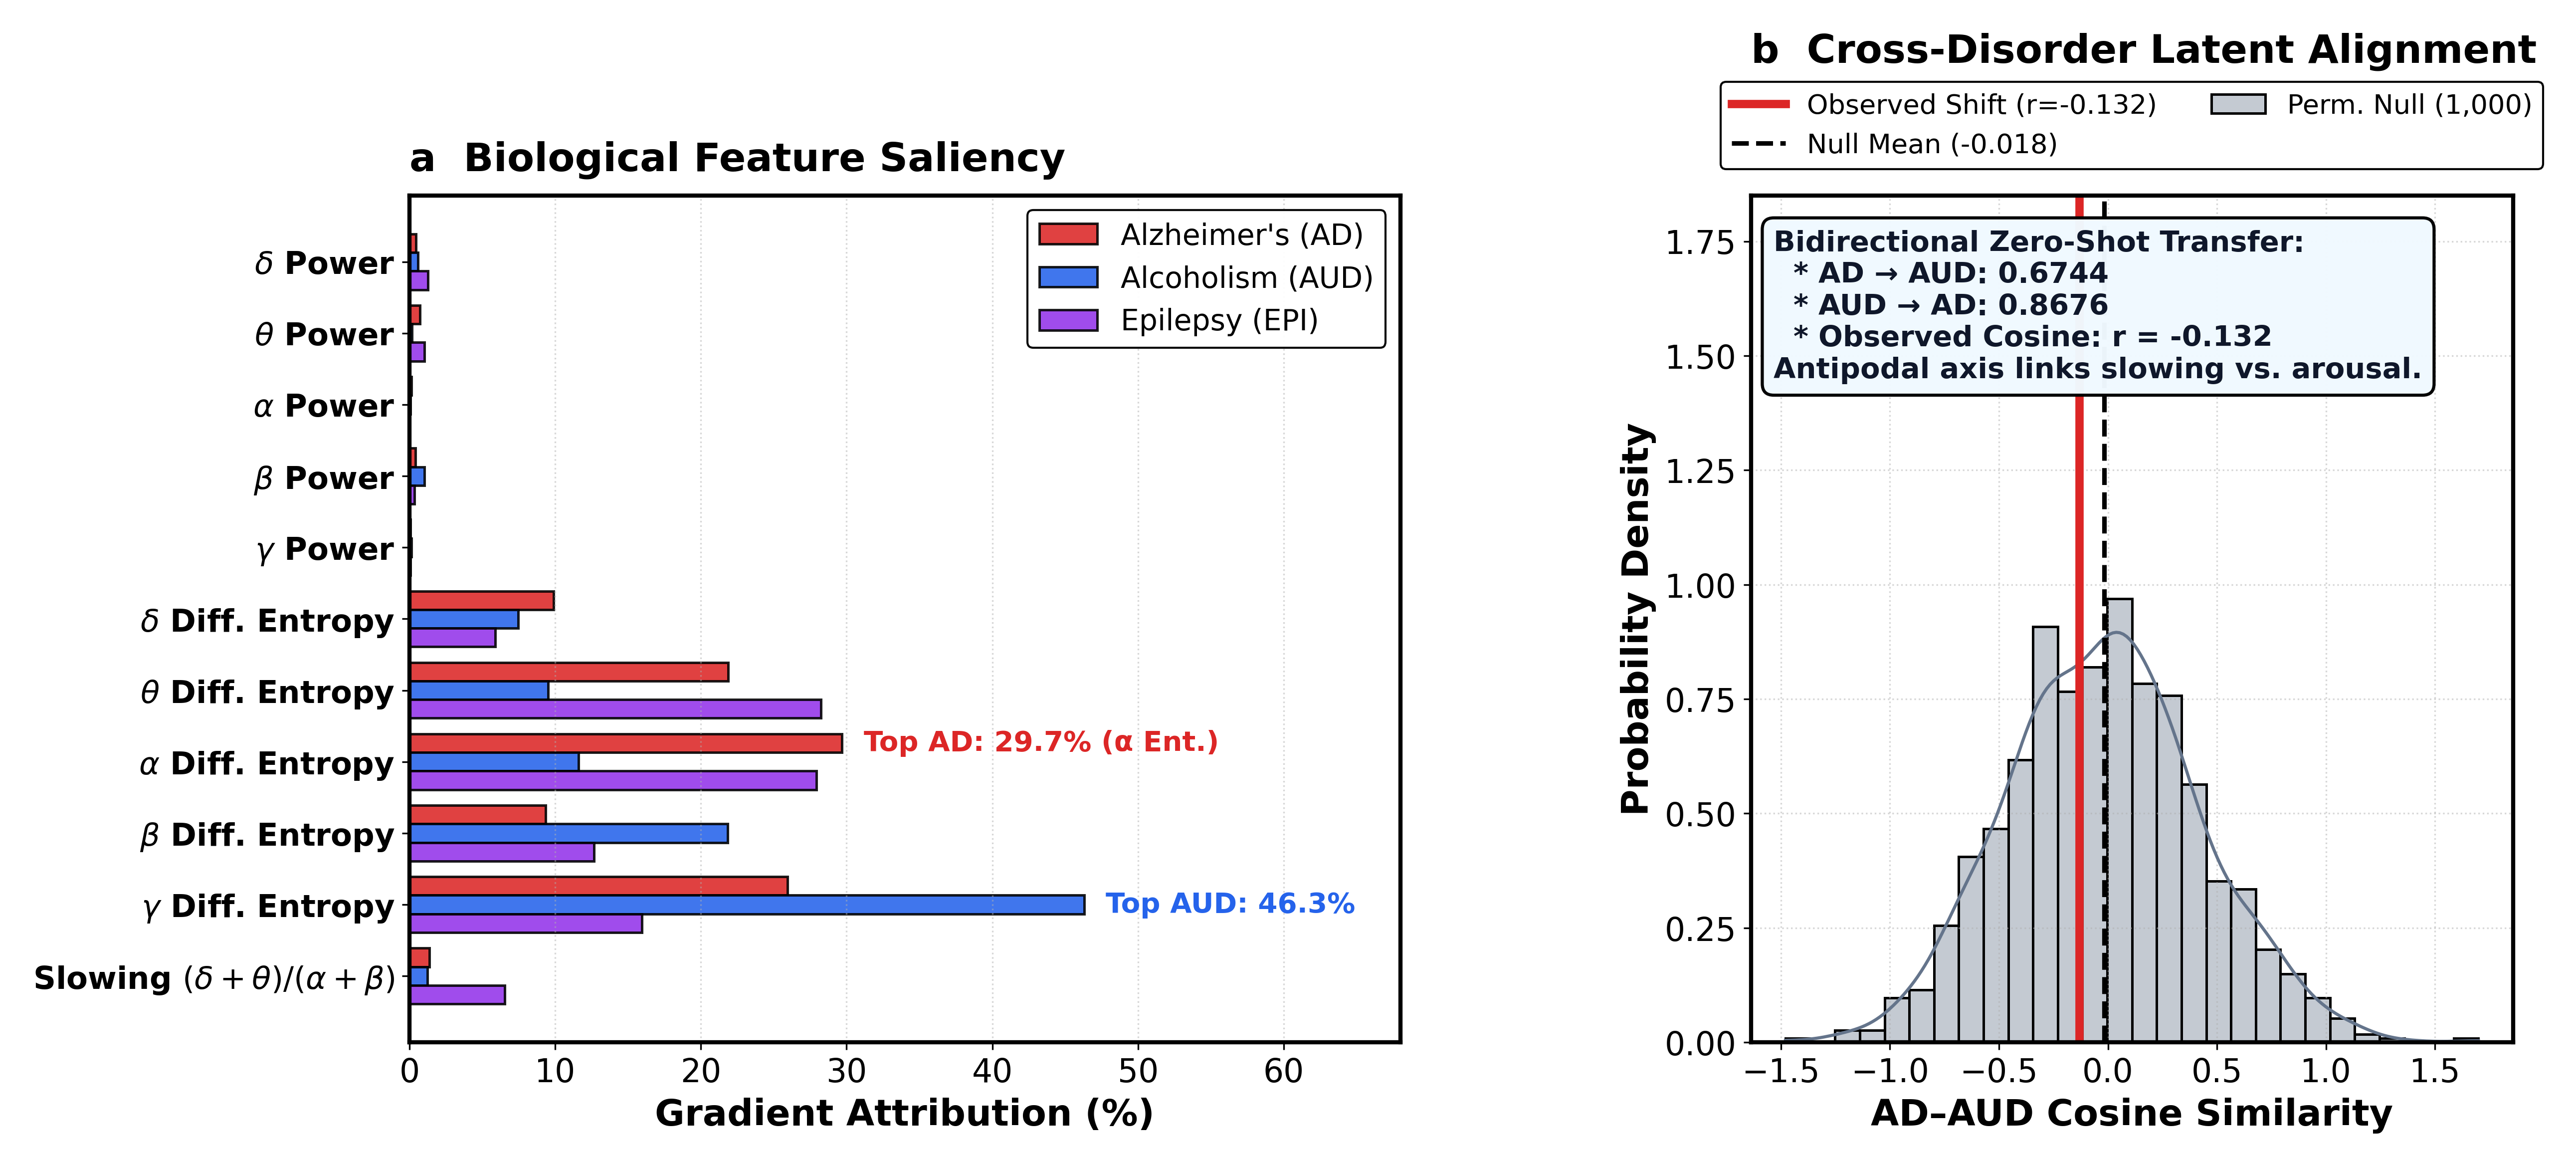 a Biological Feature Saliency
Alzheimer's (AD)
Alcoholism (AUD)
Epilepsy (EPI)
δ Power
θ Power
α Power
β Power
γ Power
δ Diff. Entropy
θ Diff. Entropy
α Diff. Entropy
β Diff. Entropy
γ Diff. Entropy
Slowing (δ + θ)/(α + β)
Top AD: 29.7% (α Ent.)
Top AUD: 46.3%
0 10 20 30 40 50 60
Gradient Attribution (%)
b Cross-Disorder Latent Alignment
Observed Shift (r=-0.132)
Null Mean (-0.018)
Perm. Null (1,000)
Bidirectional Zero-Shot Transfer:
* AD → AUD: 0.6744
* AUD → AD: 0.8676
* Observed Cosine: r = -0.132
Antipodal axis links slowing vs. arousal.
Probability Density
1.75
1.50
1.25
1.00
0.75
0.50
0.25
0.00
−1.5 −1.0 −0.5 0.0 0.5 1.0 1.5
AD–AUD Cosine Similarity